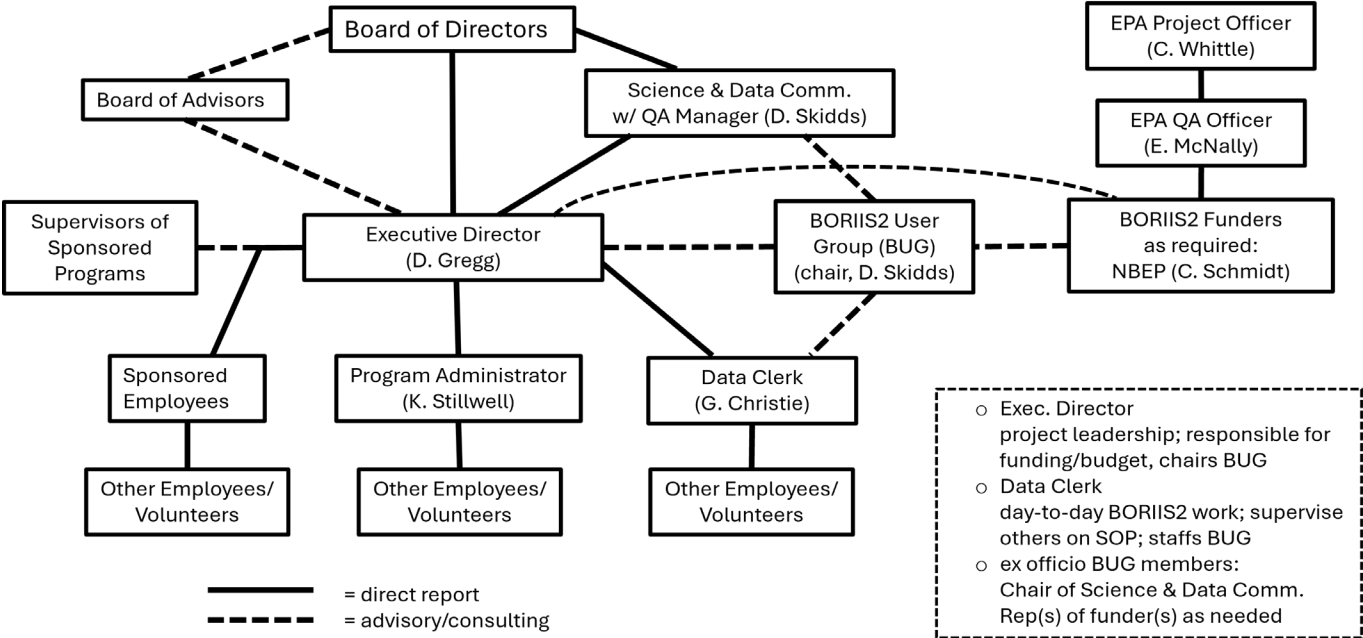 Board of Directors
EPA Project Officer
(C. Whittle)
Board of Advisors
Science & Data Comm.
w/ QA Manager (D. Skidds)
EPA QA Officer
(E. McNally)
Supervisors of
Sponsored
Programs
Executive Director
(D. Gregg)
BORIIS2 User
Group (BUG)
(chair, D. Skidds)
BORIIS2 Funders
as required:
NBEP (C. Schmidt)
Sponsored
Employees
Program Administrator
(K. Stillwell)
Data Clerk
(G. Christie)
Other Employees/
Volunteers
Other Employees/
Volunteers
Other Employees/
Volunteers
○ Exec. Director
project leadership; responsible for
funding/budget, chairs BUG
○ Data Clerk
day-to-day BORIIS2 work; supervise
others on SOP; staffs BUG
○ ex officio BUG members:
Chair of Science & Data Comm.
Rep(s) of funder(s) as needed
= direct report
= advisory/consulting